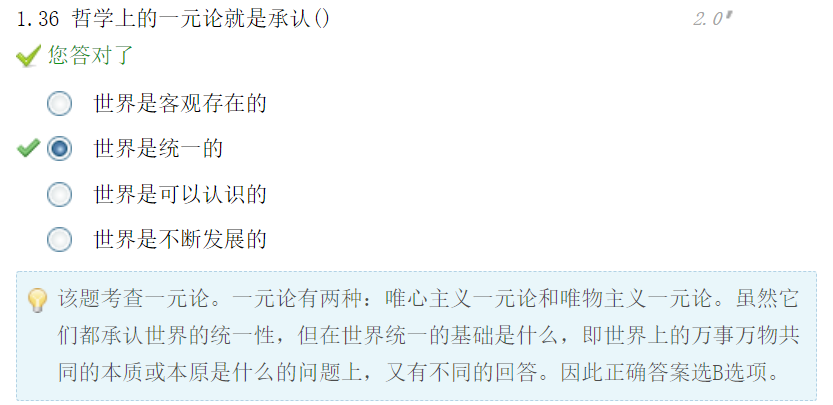 1.36 哲学上的一元论就是承认()
2.0
您答对了
世界是客观存在的
世界是统一的
世界是可以认识的
世界是不断发展的
该题考查一元论。一元论有两种：唯心主义一元论和唯物主义一元论。虽然它
们都承认世界的统一性，但在世界统一的基础是什么，即世界上的万事万物共
同的本质或本原是什么的问题上，又有不同的回答。因此正确答案选B选项。